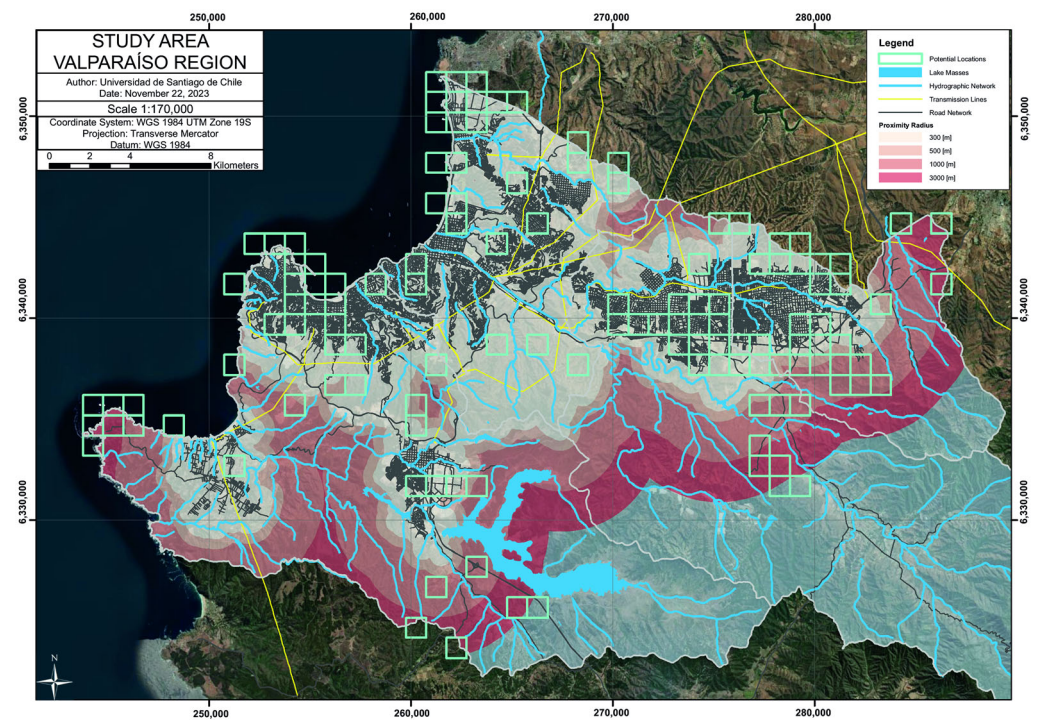 250,000
260,000
270,000
280,000
STUDY AREA
VALPARAÍSO REGION
Author: Universidad de Santiago de Chile
Date: November 22, 2023
Scale 1:170,000
Coordinate System: WGS 1984 UTM Zone 19S
Projection: Transverse Mercator
Datum: WGS 1984
0 2 4 8
Kilometers
Legend
Potential Locations
Lake Masses
Hydrographic Network
Transmission Lines
Road Network
Proximity Radius
300 [m]
500 [m]
1000 [m]
3000 [m]
6,350,000
6,350,000
6,340,000
6,340,000
6,330,000
6,330,000
N
250,000
260,000
270,000
280,000